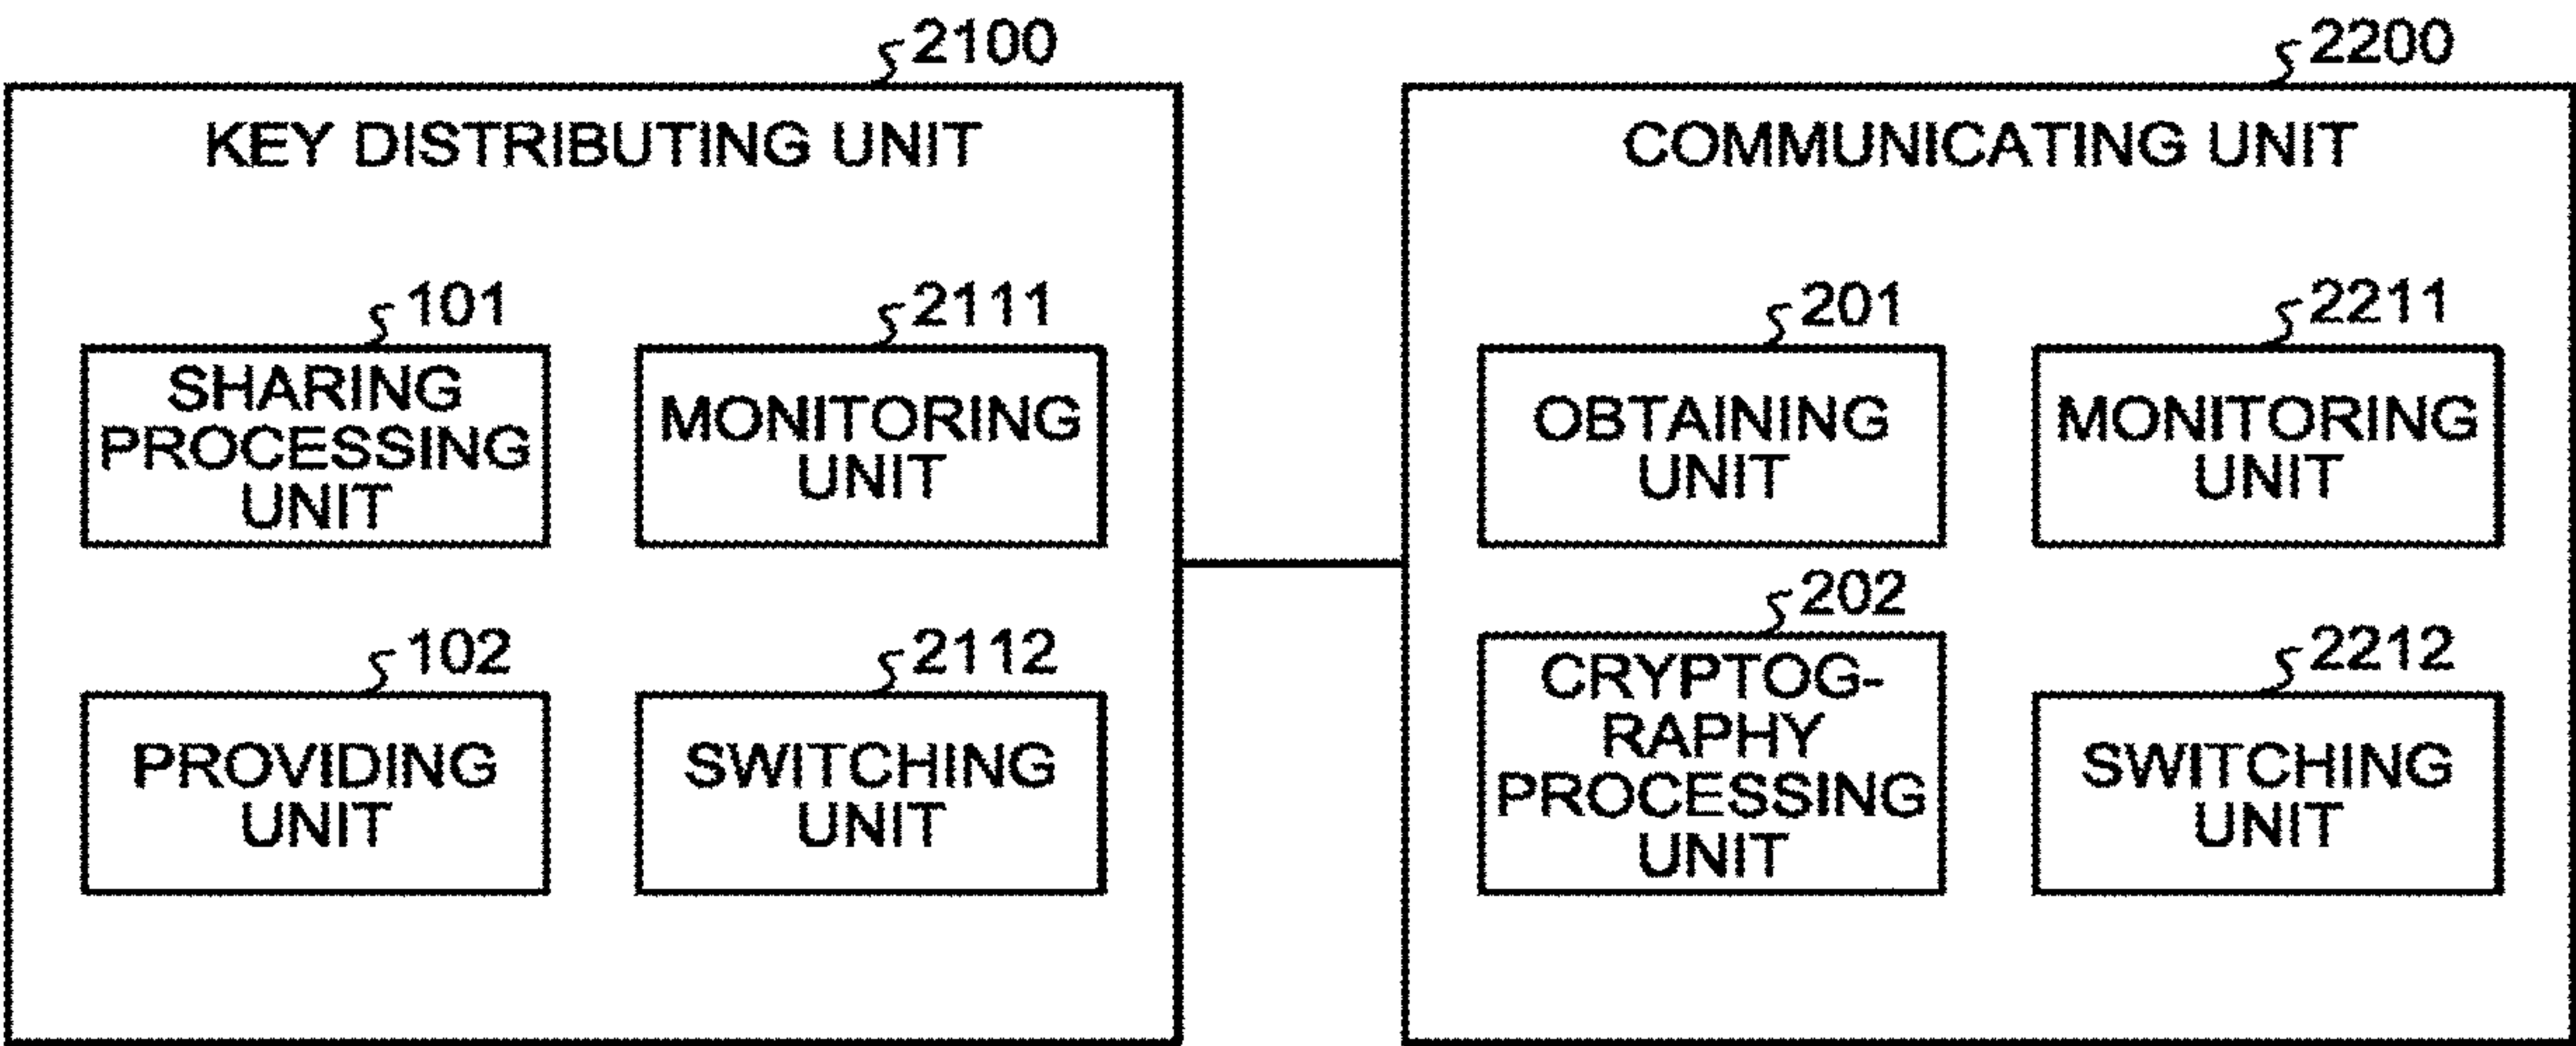 2100
KEY DISTRIBUTING UNIT
101
SHARING
PROCESSING
UNIT
2111
MONITORING
UNIT
102
PROVIDING
UNIT
2112
SWITCHING
UNIT
2200
COMMUNICATING UNIT
201
OBTAINING
UNIT
2211
MONITORING
UNIT
202
CRYPTOG-
RAPHY
PROCESSING
UNIT
2212
SWITCHING
UNIT